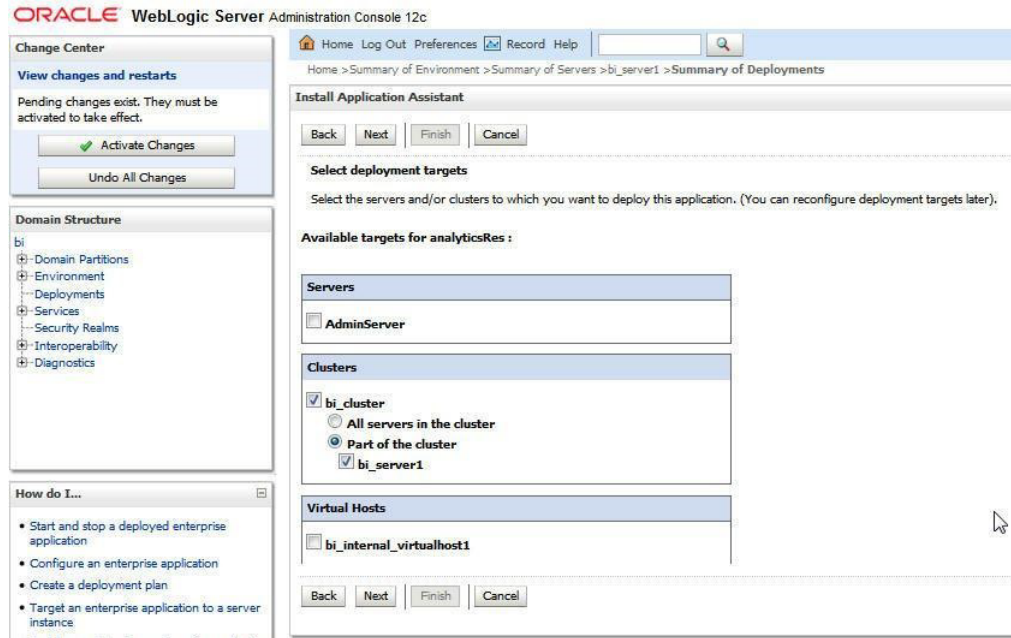 ORACLE WebLogic Server Administration Console 12c
Change Center
View changes and restarts
Pending changes exist. They must be
activated to take effect.
Activate Changes
Undo All Changes
Domain Structure
bi
Domain Partitions
Environment
Deployments
Services
Security Realms
Interoperability
Diagnostics
How do I...
Start and stop a deployed enterprise
application
Configure an enterprise application
Create a deployment plan
Target an enterprise application to a server
instance
Home Log Out Preferences Record Help
Home >Summary of Environment >Summary of Servers >bi_server1 >Summary of Deployments
Install Application Assistant
Back Next Finish Cancel
Select deployment targets
Select the servers and/or clusters to which you want to deploy this application. (You can reconfigure deployment targets later).
Available targets for analyticsRes :
Servers
AdminServer
Clusters
bi_cluster
All servers in the cluster
Part of the cluster
bi_server1
Virtual Hosts
bi_internal_virtualhost1
Back Next Finish Cancel